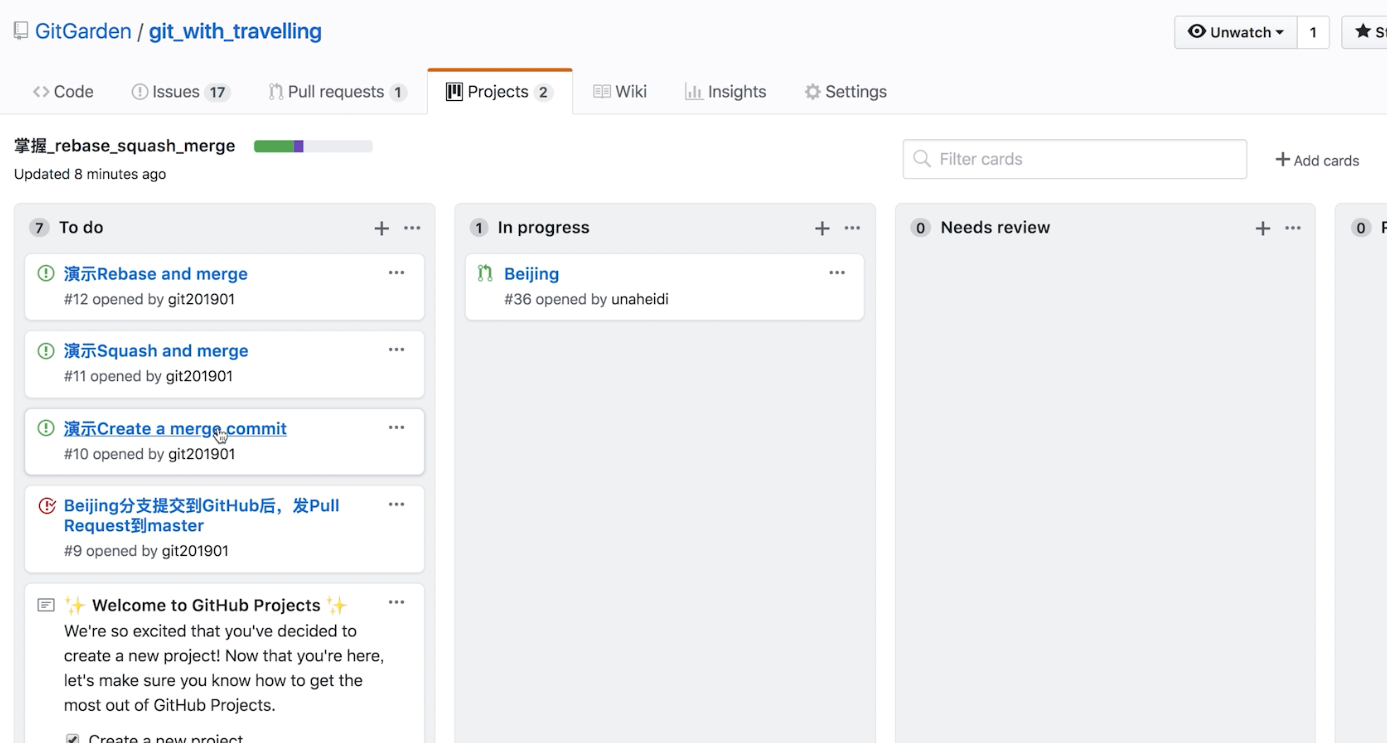 GitGarden / git_with_travelling
Unwatch 1
Code Issues 17 Pull requests 1 Projects 2 Wiki Insights Settings
掌握_rebase_squash_merge
Updated 8 minutes ago
Filter cards
Add cards
7 To do
演示Rebase and merge
#12 opened by git201901
演示Squash and merge
#11 opened by git201901
演示Create a merge commit
#10 opened by git201901
Beijing分支提交到GitHub后，发Pull
Request到master
#9 opened by git201901
✨ Welcome to GitHub Projects ✨
We're so excited that you've decided to
create a new project! Now that you're here,
let's make sure you know how to get the
most out of GitHub Projects.
Create a new project
1 In progress
Beijing
#36 opened by unaheidi
0 Needs review
0